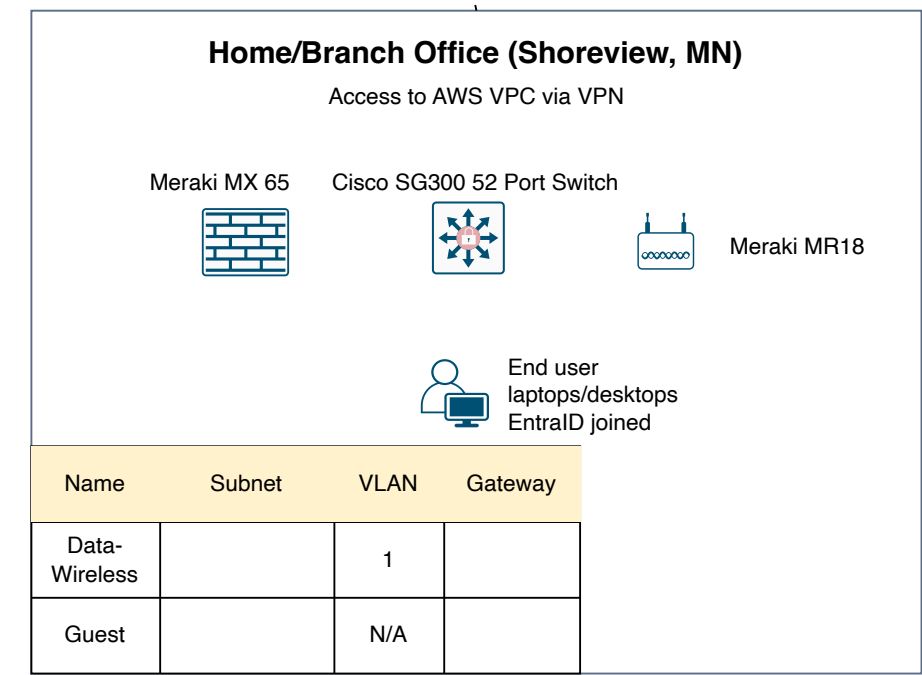 Home/Branch Office (Shoreview, MN)
Access to AWS VPC via VPN
Meraki MX 65
Cisco SG300 52 Port Switch
Meraki MR18
End user
laptops/desktops
EntraID joined
Name Subnet VLAN Gateway
Data-
Wireless
1
Guest N/A